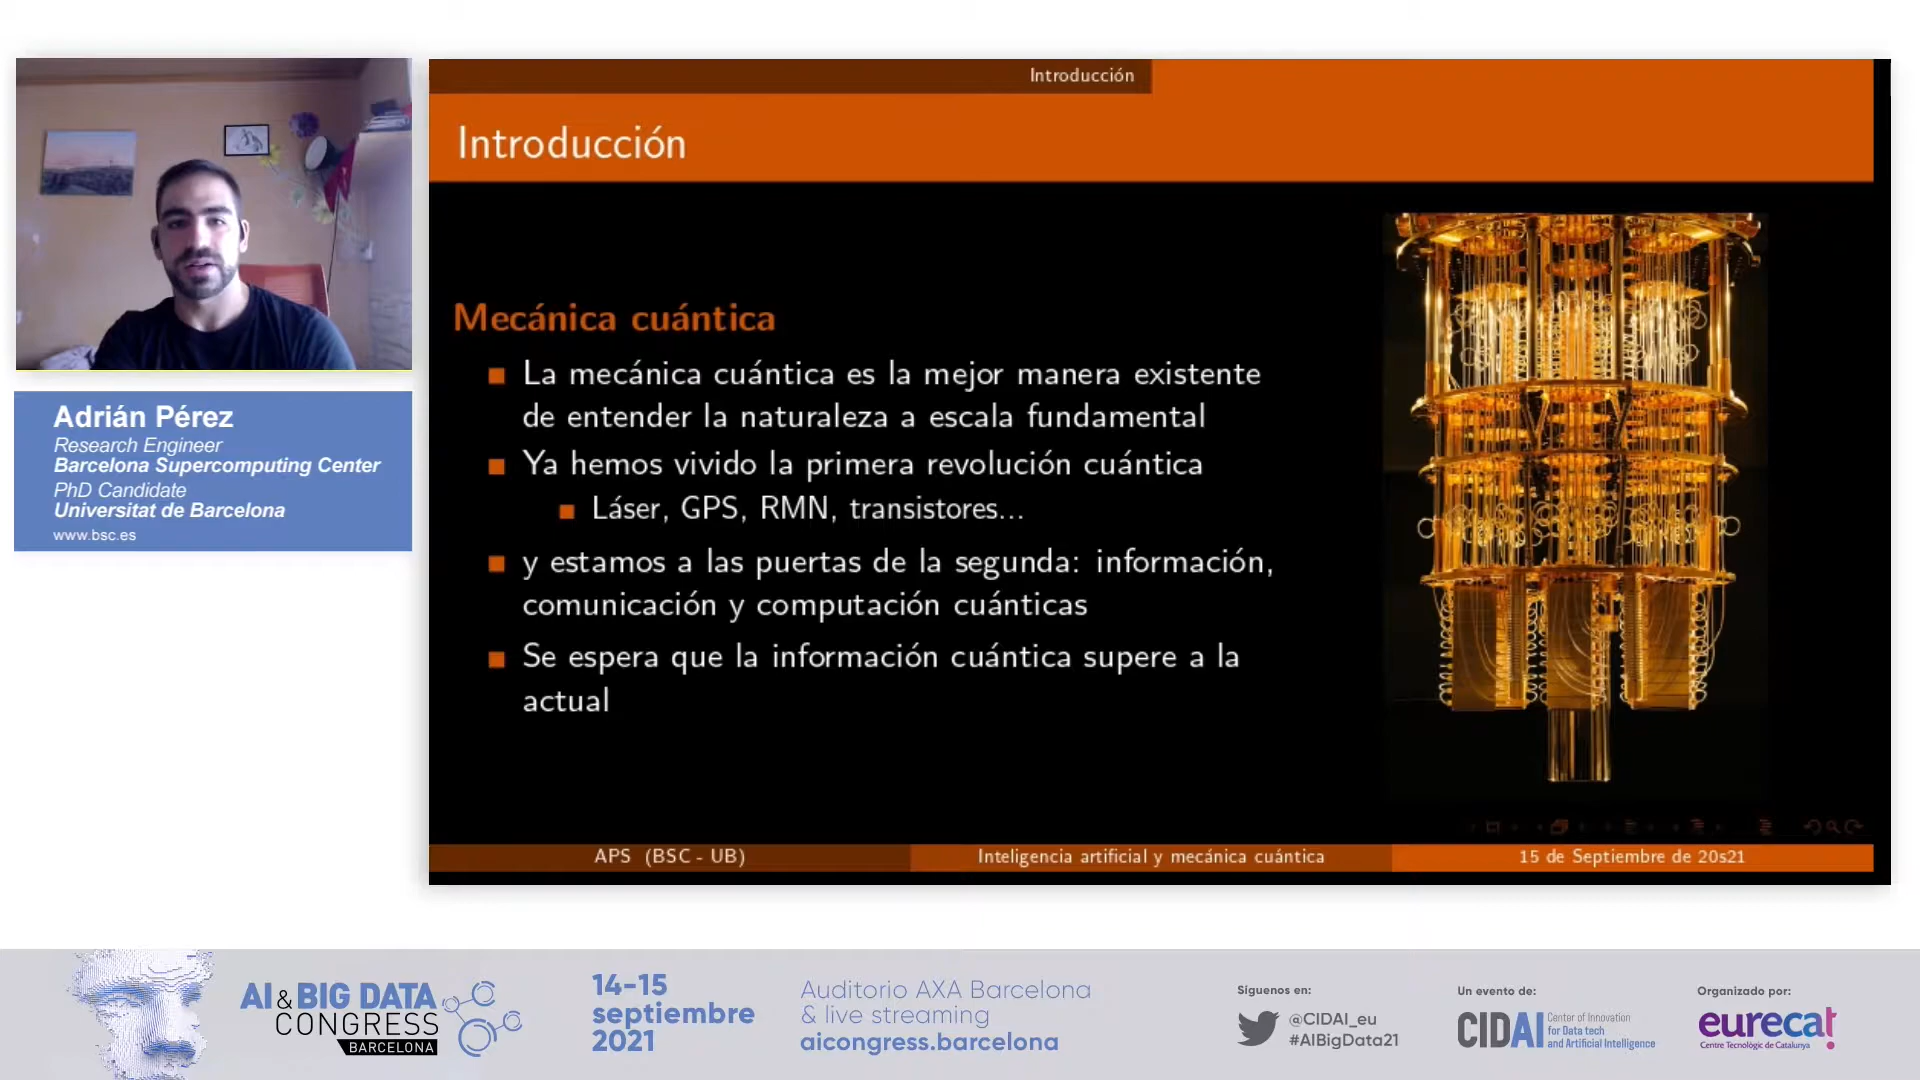 Introducción
Introducción
Mecánica cuántica
La mecánica cuántica es la mejor manera existente
de entender la naturaleza a escala fundamental
Ya hemos vivido la primera revolución cuántica
Láser, GPS, RMN, transistores...
y estamos a las puertas de la segunda: información,
comunicación y computación cuánticas
Se espera que la información cuántica supere a la
actual
APS (BSC - UB)
Inteligencia artificial y mecánica cuántica
15 de Septiembre de 20s21
Adrián Pérez
Research Engineer
Barcelona Supercomputing Center
PhD Candidate
Universitat de Barcelona
www.bsc.es
AI & BIG DATA
CONGRESS
BARCELONA
14-15
septiembre
2021
Auditorio AXA Barcelona
& live streaming
aicongress.barcelona
Síguenos en:
@CIDAI_eu
#AIBigData21
Un evento de:
CIDAI
Center of Innovation
for Data tech
and Artificial Intelligence
Organizado por:
eurecat
Centre Tecnològic de Catalunya